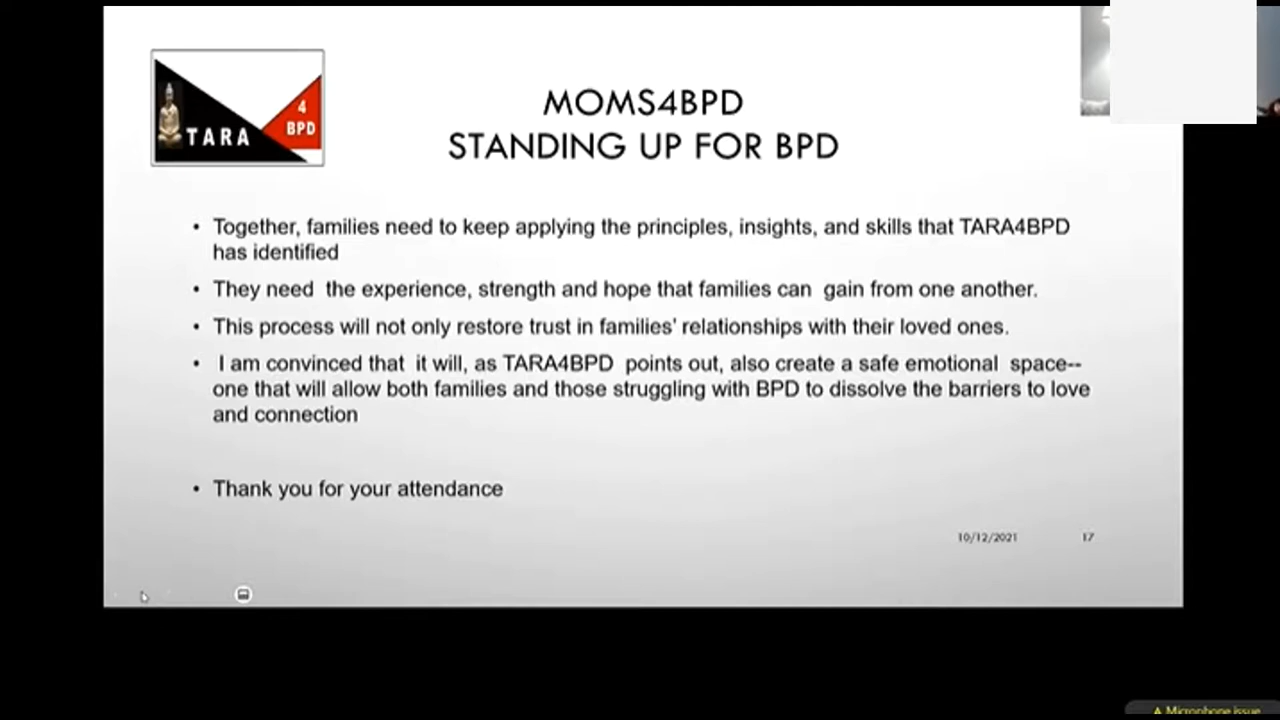 TARA
4
BPD
MOMS4BPD
STANDING UP FOR BPD
• Together, families need to keep applying the principles, insights, and skills that TARA4BPD
has identified
• They need the experience, strength and hope that families can gain from one another.
• This process will not only restore trust in families' relationships with their loved ones.
• I am convinced that it will, as TARA4BPD points out, also create a safe emotional space--
one that will allow both families and those struggling with BPD to dissolve the barriers to love
and connection
• Thank you for your attendance
10/12/2021
17
Microphone issue